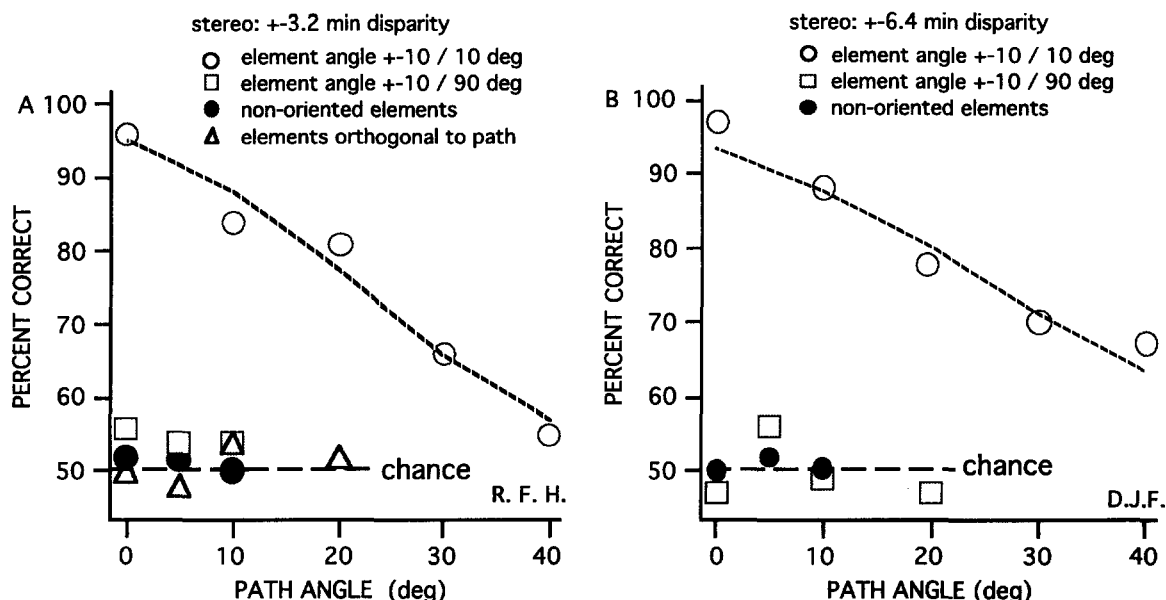 stereo: +-3.2 min disparity
element angle +-10 / 10 deg
element angle +-10 / 90 deg
non-oriented elements
elements orthogonal to path
A
100
90
80
70
60
50
PERCENT CORRECT
chance
R. F. H.
0 10 20 30 40
PATH ANGLE (deg)
stereo: +-6.4 min disparity
element angle +-10 / 10 deg
element angle +-10 / 90 deg
non-oriented elements
B
100
90
80
70
60
50
PERCENT CORRECT
chance
D.J.F.
0 10 20 30 40
PATH ANGLE (deg)